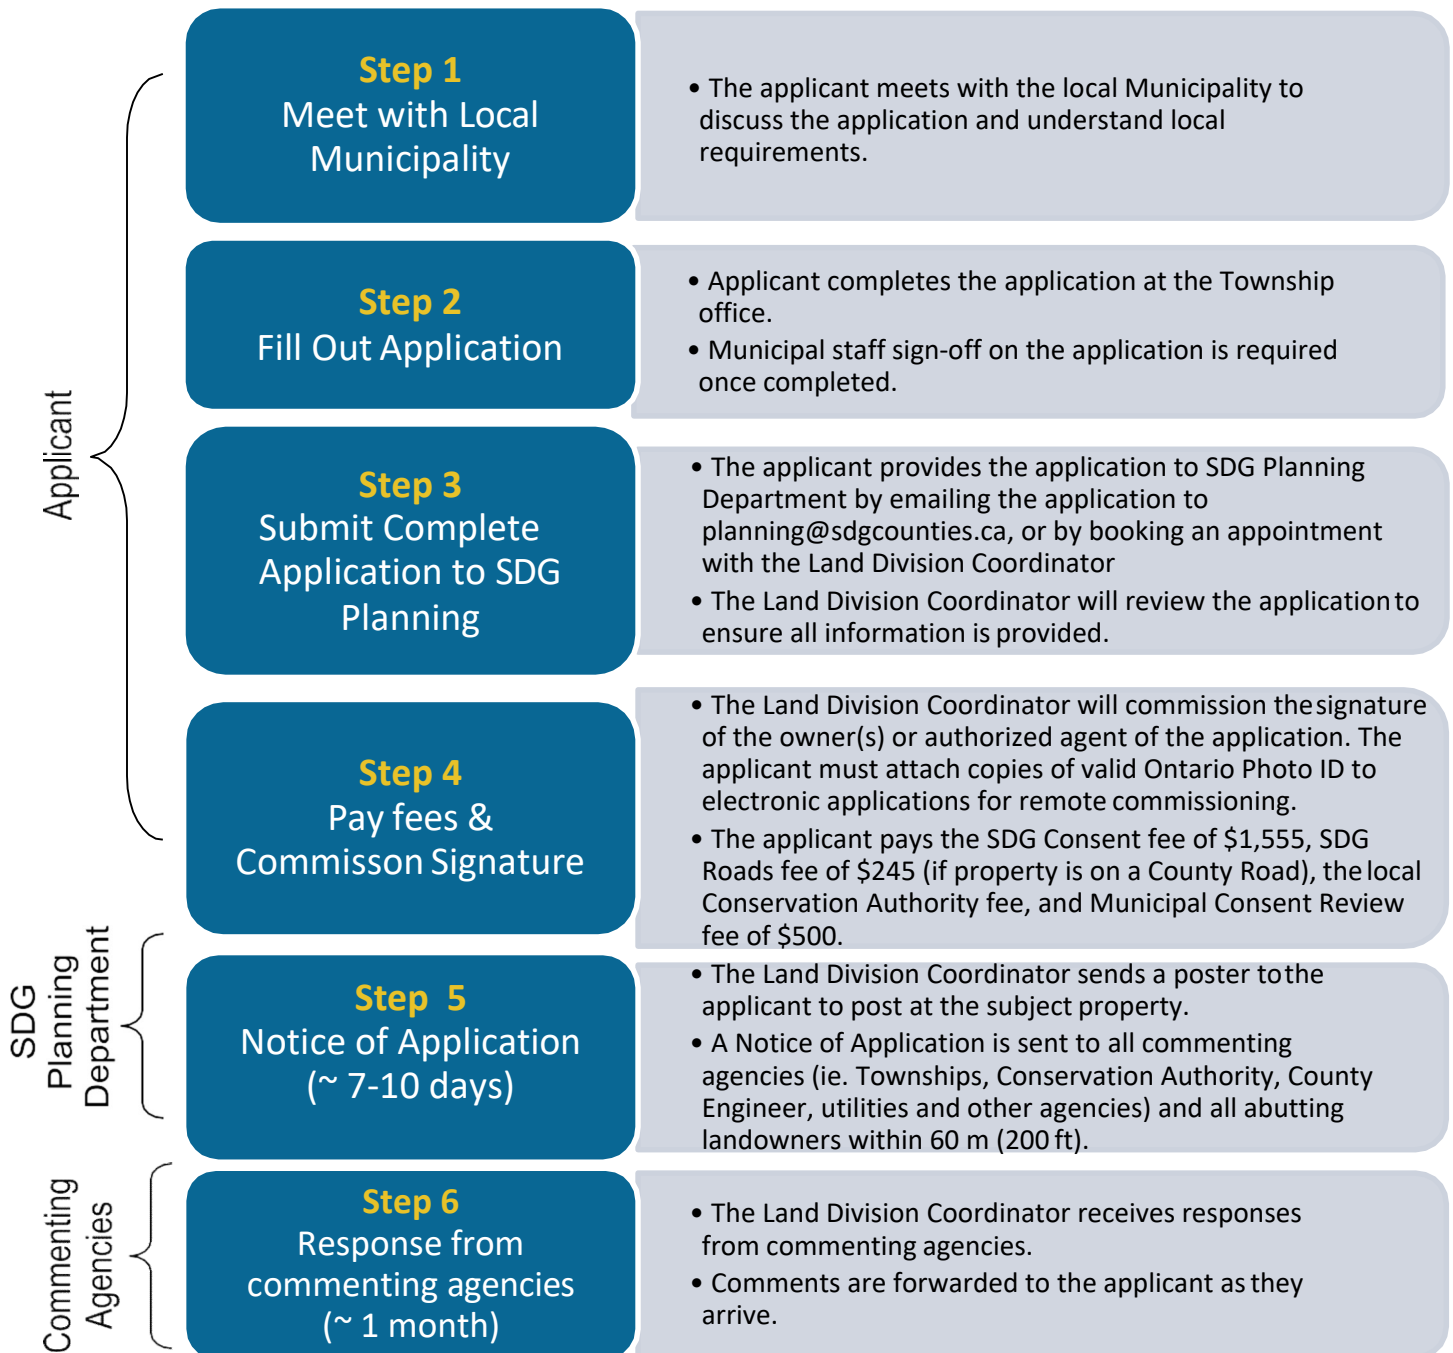 Applicant
Step 1
Meet with Local
Municipality
• The applicant meets with the local Municipality to
discuss the application and understand local
requirements.
Step 2
Fill Out Application
• Applicant completes the application at the Township
office.
• Municipal staff sign-off on the application is required
once completed.
Step 3
Submit Complete
Application to SDG
Planning
• The applicant provides the application to SDG Planning
Department by emailing the application to
planning@sdgcounties.ca, or by booking an appointment
with the Land Division Coordinator
• The Land Division Coordinator will review the application to
ensure all information is provided.
Step 4
Pay fees &
Commisson Signature
• The Land Division Coordinator will commission the signature
of the owner(s) or authorized agent of the application. The
applicant must attach copies of valid Ontario Photo ID to
electronic applications for remote commissioning.
• The applicant pays the SDG Consent fee of $1,555, SDG
Roads fee of $245 (if property is on a County Road), the local
Conservation Authority fee, and Municipal Consent Review
fee of $500.
SDG
Planning
Department
Step 5
Notice of Application
(~ 7-10 days)
• The Land Division Coordinator sends a poster to the
applicant to post at the subject property.
• A Notice of Application is sent to all commenting
agencies (ie. Townships, Conservation Authority, County
Engineer, utilities and other agencies) and all abutting
landowners within 60 m (200 ft).
Commenting
Agencies
Step 6
Response from
commenting agencies
(~ 1 month)
• The Land Division Coordinator receives responses
from commenting agencies.
• Comments are forwarded to the applicant as they
arrive.